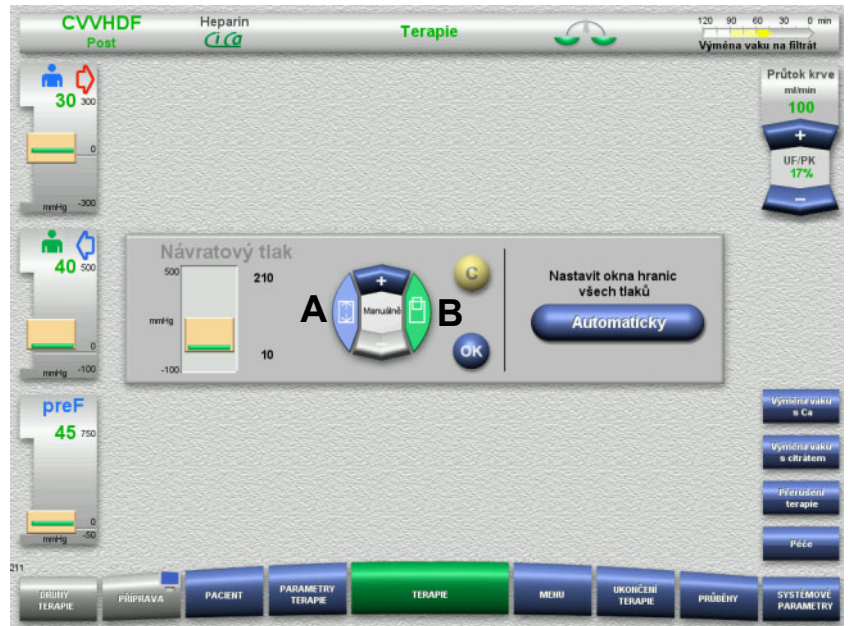 CVVHDF
Post
Heparin
CiCa
Terapie
120 90 60 30 0 min
Výměna vaku na filtrát
30 300
0
mmHg -300
40 500
0
mmHg -100
preF
45 750
0
mmHg -50
Průtok krve
ml/min
100
+
UF/PK
17%
−
Návratový tlak
500
210
mmHg
10
-100
A
+
Manuálně
−
B
C
OK
Nastavit okna hranic
všech tlaků
Automaticky
Výměna vaku
s Ca
Výměna vaku
s citrátem
Přerušení
terapie
Péče
211
DRUHY
TERAPIE
PŘÍPRAVA
PACIENT
PARAMETRY
TERAPIE
TERAPIE
MENU
UKONČENÍ
TERAPIE
PRŮBĚHY
SYSTÉMOVÉ
PARAMETRY